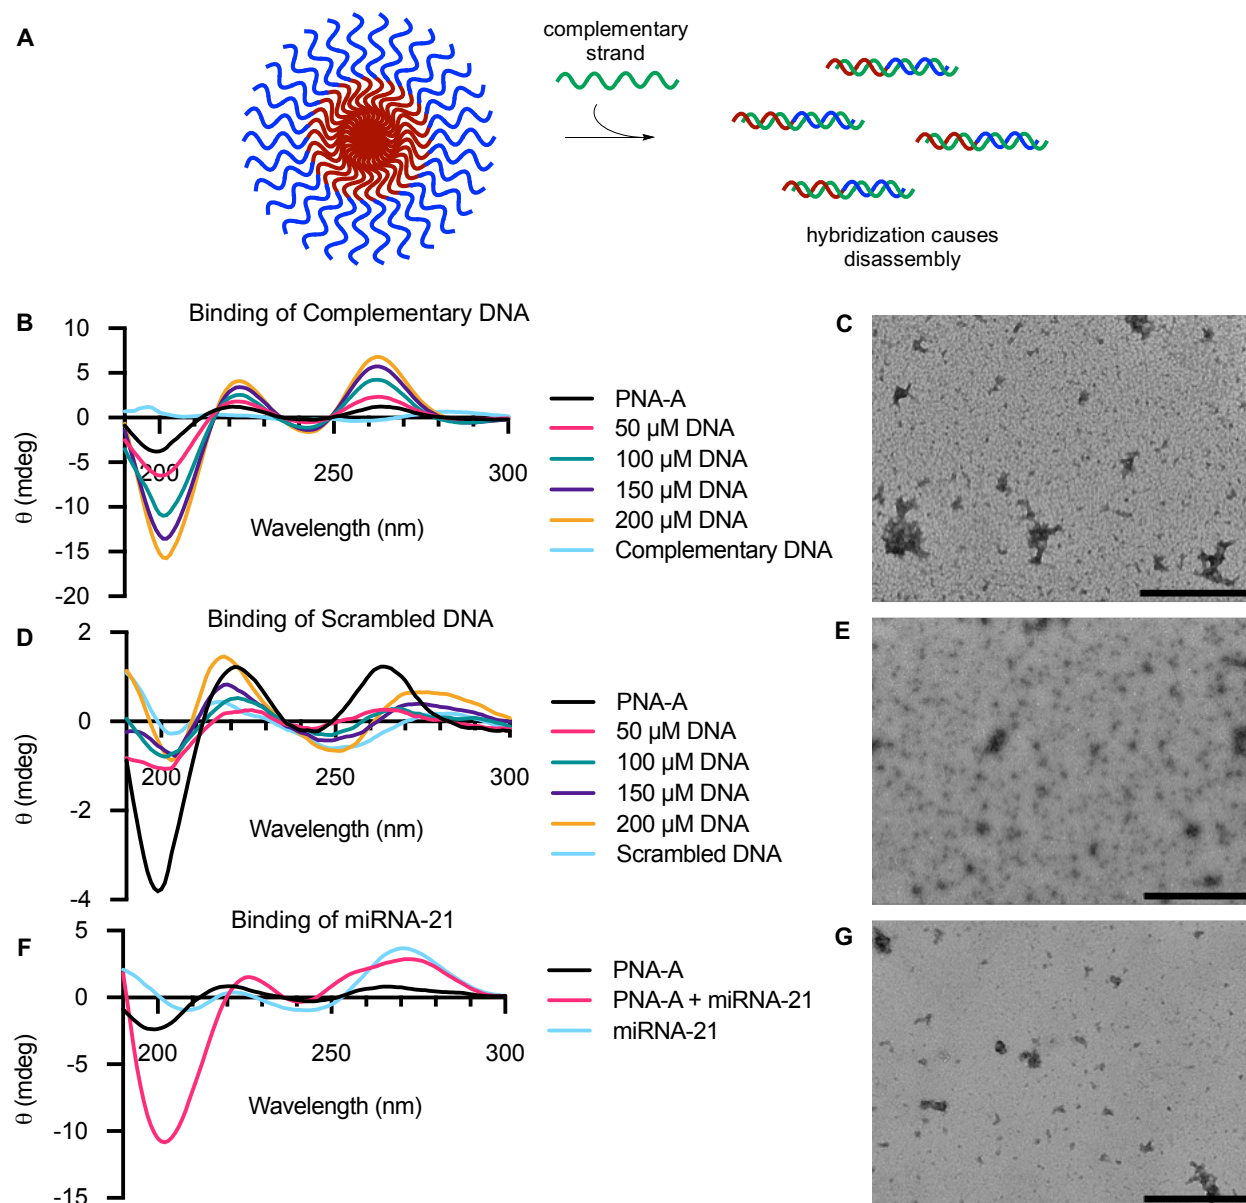 A
complementary
strand
hybridization causes
disassembly
B
Binding of Complementary DNA
10
5
0
-5
-10
-15
-20
θ (mdeg)
200
250
300
Wavelength (nm)
PNA-A
50 µM DNA
100 µM DNA
150 µM DNA
200 µM DNA
Complementary DNA
C
D
Binding of Scrambled DNA
2
0
-2
-4
θ (mdeg)
200
250
300
Wavelength (nm)
PNA-A
50 µM DNA
100 µM DNA
150 µM DNA
200 µM DNA
Scrambled DNA
E
F
Binding of miRNA-21
5
0
-5
-10
-15
θ (mdeg)
200
250
300
Wavelength (nm)
PNA-A
PNA-A + miRNA-21
miRNA-21
G